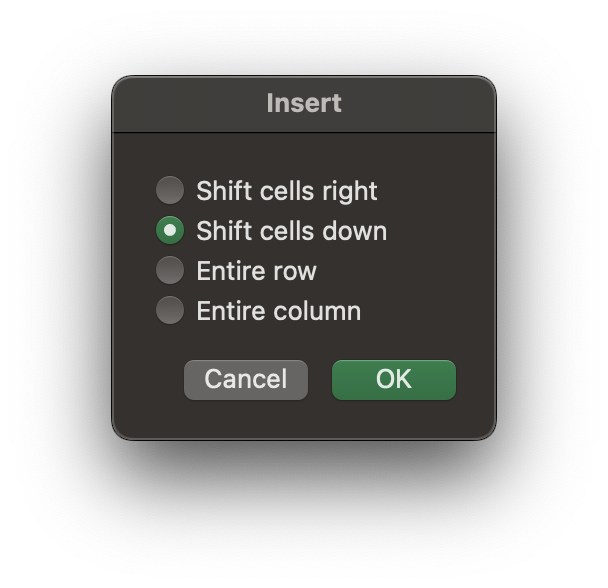 Insert
Shift cells right
Shift cells down
Entire row
Entire column
Cancel OK